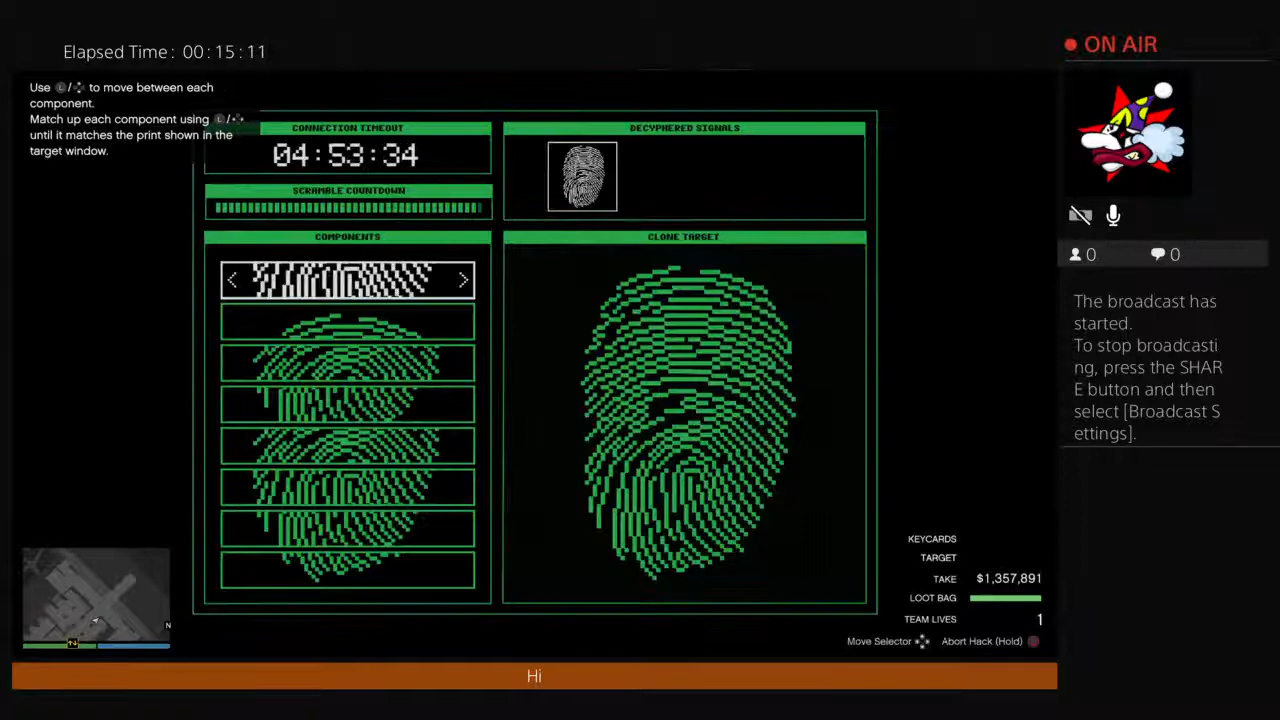 Elapsed Time: 00:15:11
ON AIR
Use L/ to move between each
component.
Match up each component using L/
until it matches the print shown in the
target window.
CONNECTION TIMEOUT
04:53:34
SCRAMBLE COUNTDOWN
DECYPHERED SIGNALS
COMPONENTS
CLONE TARGET
< >
0 0
The broadcast has
started.
To stop broadcasti
ng, press the SHAR
E button and then
select [Broadcast S
ettings].
KEYCARDS
TARGET
TAKE $1,357,891
LOOT BAG
TEAM LIVES 1
Move Selector Abort Hack (Hold)
N
Hi